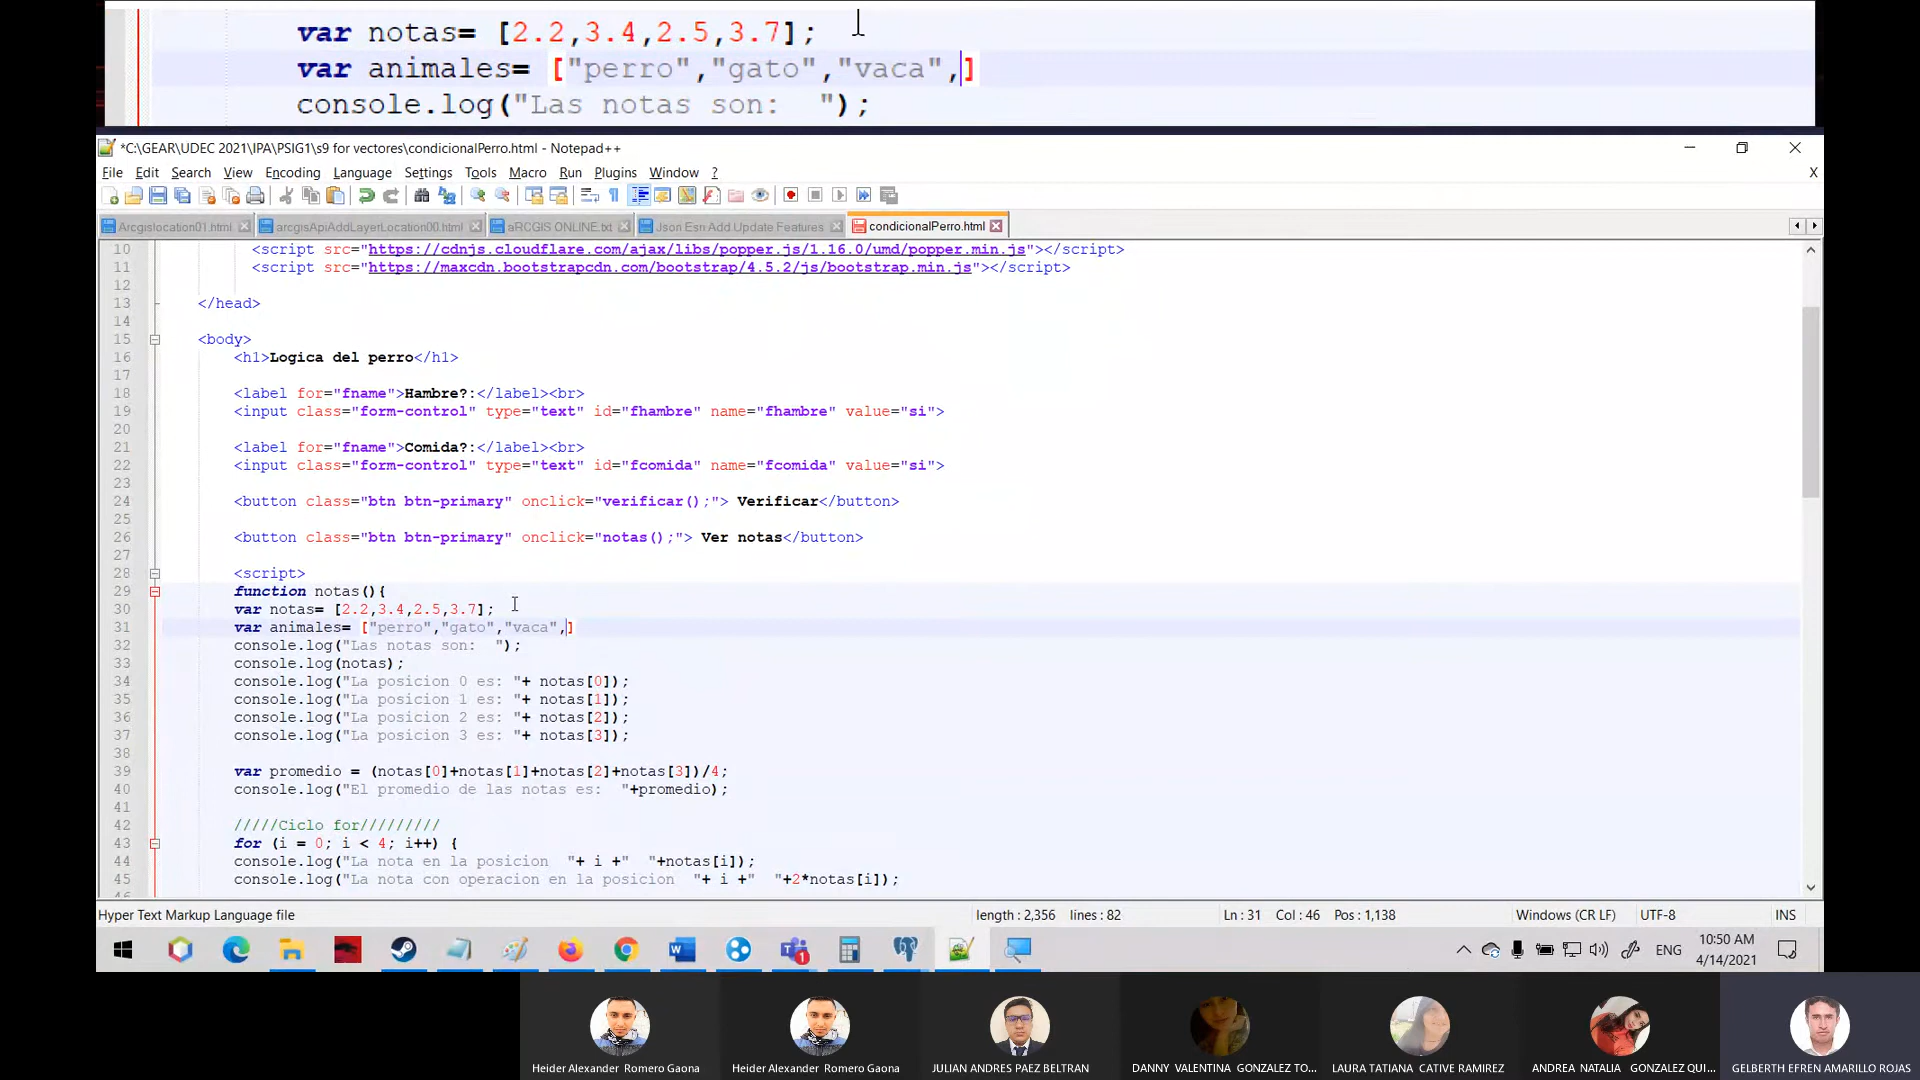 var notas= [2.2,3.4,2.5,3.7];
var animales= ["perro","gato","vaca",]
console.log("Las notas son:  ");
*C:\GEAR\UDEC 2021\IPA\PSIG1\s9 for vectores\condicionalPerro.html - Notepad++
File Edit Search View Encoding Language Settings Tools Macro Run Plugins Window ?
X
Arcgislocation01.html arcgisApiAddLayerLocation00.html aRCGIS ONLINE.txt Json Esri Add Update Features condicionalPerro.html
10 <script src="https://cdnjs.cloudflare.com/ajax/libs/popper.js/1.16.0/umd/popper.min.js"></script>
11 <script src="https://maxcdn.bootstrapcdn.com/bootstrap/4.5.2/js/bootstrap.min.js"></script>
12
13 </head>
14
15 <body>
16 <h1>Logica del perro</h1>
17
18 <label for="fname">Hambre?:</label><br>
19 <input class="form-control" type="text" id="fhambre" name="fhambre" value="si">
20
21 <label for="fname">Comida?:</label><br>
22 <input class="form-control" type="text" id="fcomida" name="fcomida" value="si">
23
24 <button class="btn btn-primary" onclick="verificar();"> Verificar</button>
25
26 <button class="btn btn-primary" onclick="notas();"> Ver notas</button>
27
28 <script>
29 function notas(){
30 var notas= [2.2,3.4,2.5,3.7];
31 var animales= ["perro","gato","vaca",]
32 console.log("Las notas son:  ");
33 console.log(notas);
34 console.log("La posicion 0 es: "+ notas[0]);
35 console.log("La posicion 1 es: "+ notas[1]);
36 console.log("La posicion 2 es: "+ notas[2]);
37 console.log("La posicion 3 es: "+ notas[3]);
38
39 var promedio = (notas[0]+notas[1]+notas[2]+notas[3])/4;
40 console.log("El promedio de las notas es:  "+promedio);
41
42 /////Ciclo for/////////
43 for (i = 0; i < 4; i++) {
44 console.log("La nota en la posicion  "+ i +"  "+notas[i]);
45 console.log("La nota con operacion en la posicion  "+ i +"  "+2*notas[i]);
Hyper Text Markup Language file length : 2,356 lines : 82 Ln : 31 Col : 46 Pos : 1,138 Windows (CR LF) UTF-8 INS
ENG
10:50 AM
4/14/2021
Heider Alexander Romero Gaona
Heider Alexander Romero Gaona
JULIAN ANDRES PAEZ BELTRAN
DANNY VALENTINA GONZALEZ TO...
LAURA TATIANA CATIVE RAMIREZ
ANDREA NATALIA GONZALEZ QUI...
GELBERTH EFREN AMARILLO ROJAS